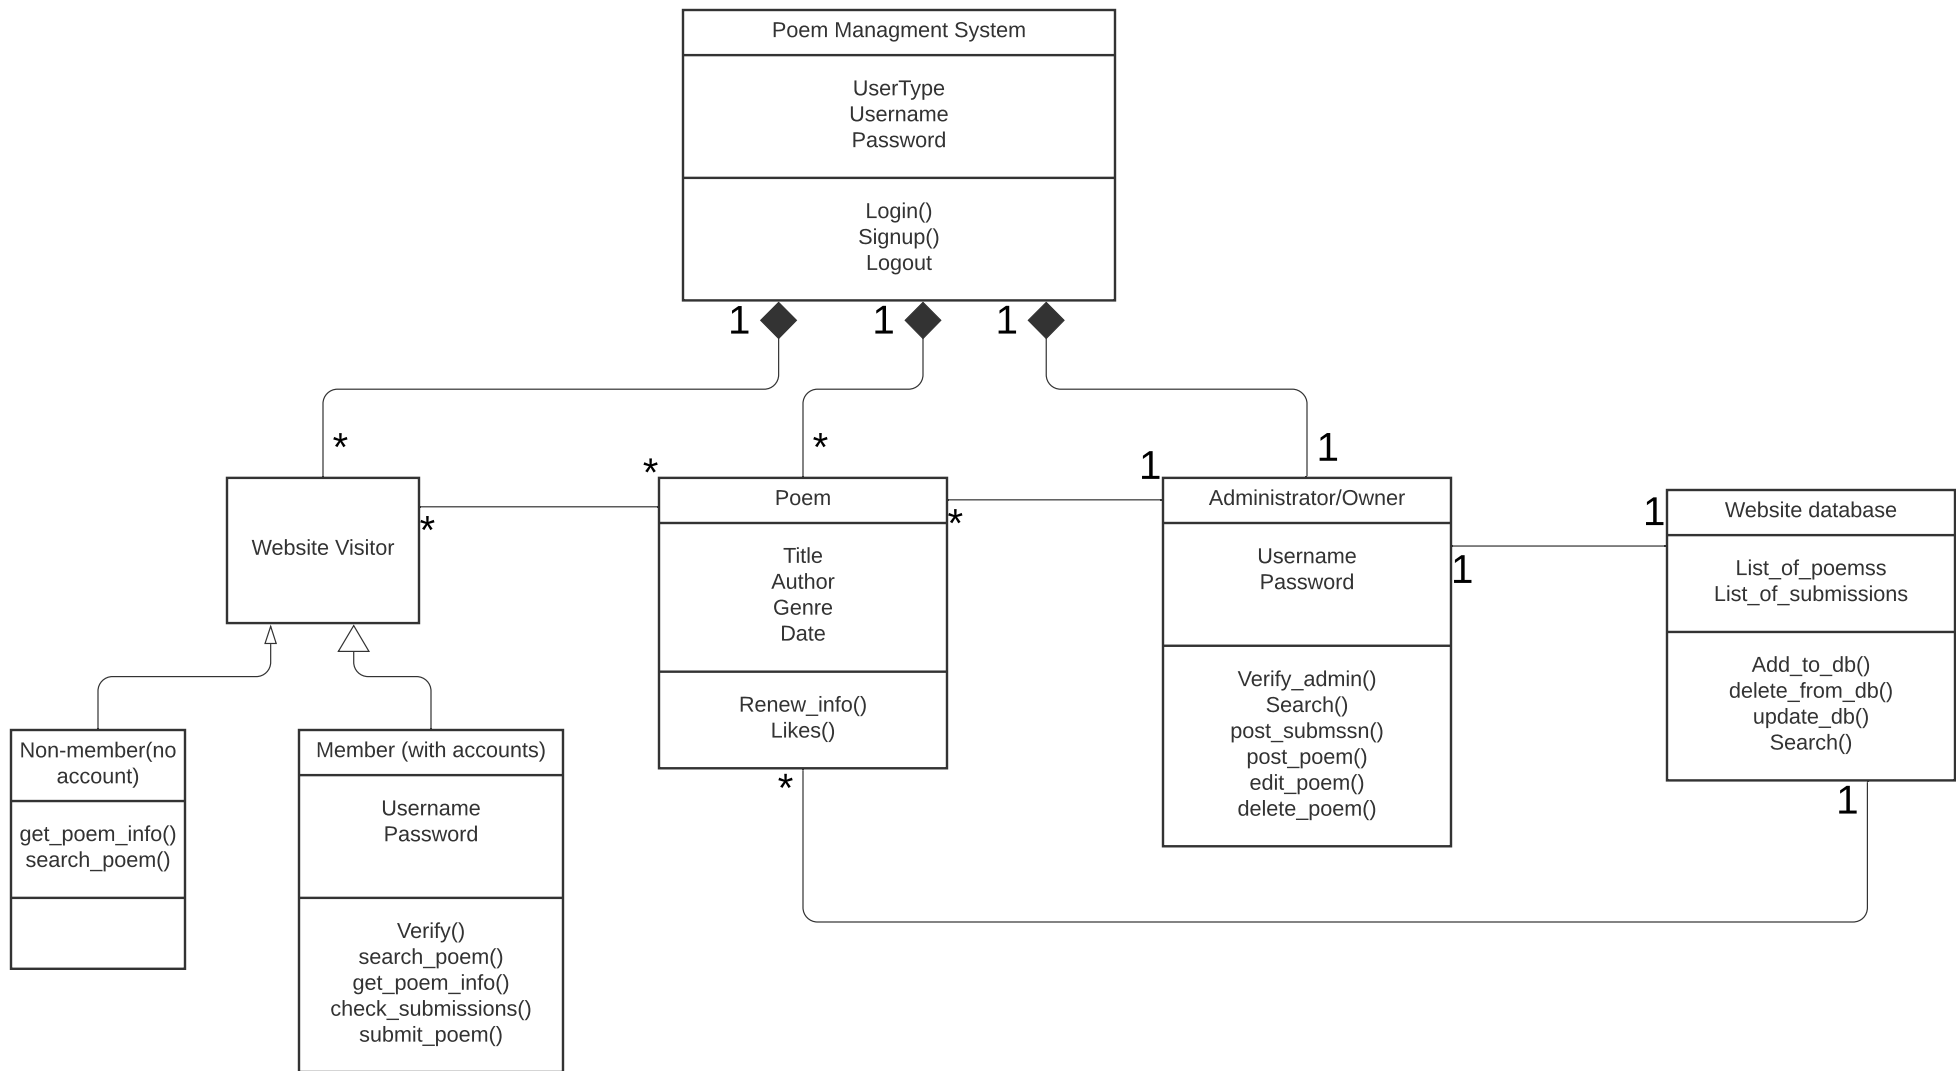 Poem Managment System
UserType
Username
Password
Login()
Signup()
Logout
1
1
1
*
*
1
*
*
*
1
1
1
Website Visitor
Poem
Title
Author
Genre
Date
Renew_info()
Likes()
*
Administrator/Owner
Username
Password
Verify_admin()
Search()
post_submssn()
post_poem()
edit_poem()
delete_poem()
Website database
List_of_poemss
List_of_submissions
Add_to_db()
delete_from_db()
update_db()
Search()
1
Non-member(no
account)
get_poem_info()
search_poem()
Member (with accounts)
Username
Password
Verify()
search_poem()
get_poem_info()
check_submissions()
submit_poem()